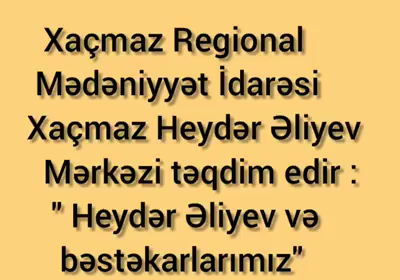 Xaçmaz Regional
Mədəniyyət İdarəsi
Xaçmaz Heydər Əliyev
Mərkəzi təqdim edir :
" Heydər Əliyev və
bəstəkarlarımız"